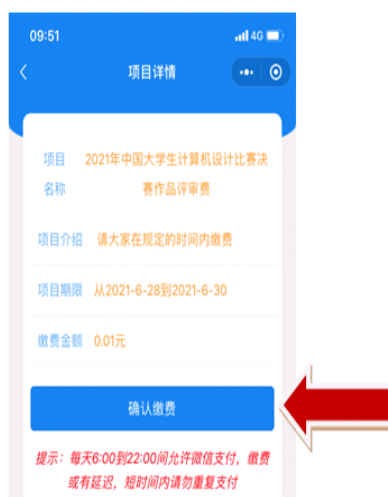 09:51
4G
项目详情
项目 2021年中国大学生计算机设计比赛决
名称 赛作品评审费
项目介绍 请大家在规定的时间内缴费
项目期限 从2021-6-28到2021-6-30
缴费金额 0.01元
确认缴费
提示：每天6:00到22:00间允许微信支付，缴费
或有延迟，短时间内请勿重复支付